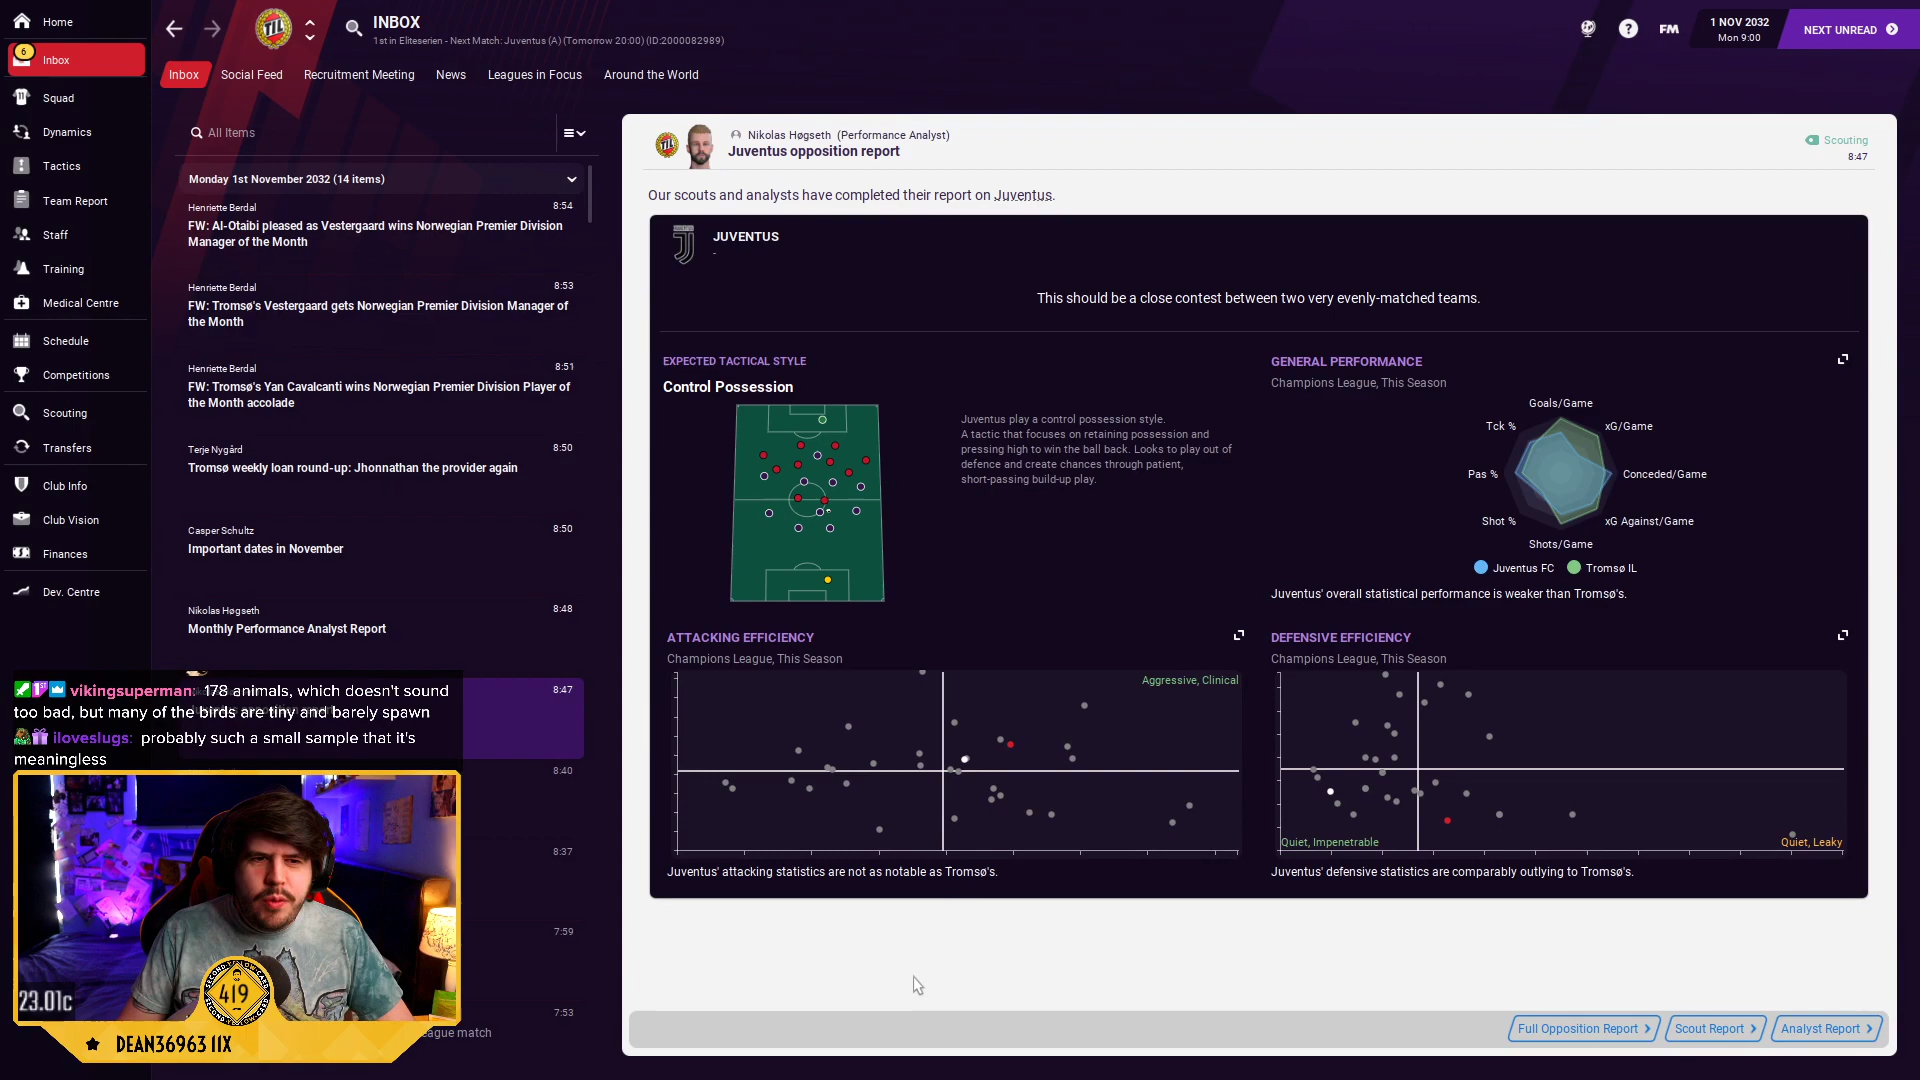 Home
6
Inbox
Squad
Dynamics
Tactics
Team Report
Staff
Training
Medical Centre
Schedule
Competitions
Scouting
Transfers
Club Info
Club Vision
Finances
Dev. Centre
TIL
INBOX
1st in Eliteserien - Next Match: Juventus (A) (Tomorrow 20:00) (ID:2000082989)
?
FM
1 NOV 2032
Mon 9:00
NEXT UNREAD
Inbox
Social Feed
Recruitment Meeting
News
Leagues in Focus
Around the World
All Items
Monday 1st November 2032 (14 items)
Henriette Berdal
8:54
FW: Al-Otaibi pleased as Vestergaard wins Norwegian Premier Division
Manager of the Month
Henriette Berdal
8:53
FW: Tromsø's Vestergaard gets Norwegian Premier Division Manager of
the Month
Henriette Berdal
8:51
FW: Tromsø's Yan Cavalcanti wins Norwegian Premier Division Player of
the Month accolade
Terje Nygård
8:50
Tromsø weekly loan round-up: Jhonnathan the provider again
Casper Schultz
8:50
Important dates in November
Nikolas Høgseth
8:48
Monthly Performance Analyst Report
8:47
8:40
8:37
7:59
7:53
eague match
vikingsuperman: 178 animals, which doesn't sound
too bad, but many of the birds are tiny and barely spawn
iloveslugs: probably such a small sample that it's
meaningless
23.01c
SECOND YELLOW CARD
419
DEAN36963 11X
TIL
Nikolas Høgseth (Performance Analyst)
Juventus opposition report
Scouting
8:47
Our scouts and analysts have completed their report on Juventus.
JUVENTUS
-
This should be a close contest between two very evenly-matched teams.
EXPECTED TACTICAL STYLE
Control Possession
Juventus play a control possession style.
A tactic that focuses on retaining possession and
pressing high to win the ball back. Looks to play out of
defence and create chances through patient,
short-passing build-up play.
GENERAL PERFORMANCE
Champions League, This Season
Goals/Game
Tck %
xG/Game
Pas %
Conceded/Game
Shot %
xG Against/Game
Shots/Game
Juventus FC
Tromsø IL
Juventus' overall statistical performance is weaker than Tromsø's.
ATTACKING EFFICIENCY
Champions League, This Season
Aggressive, Clinical
Juventus' attacking statistics are not as notable as Tromsø's.
DEFENSIVE EFFICIENCY
Champions League, This Season
Quiet, Impenetrable
Quiet, Leaky
Juventus' defensive statistics are comparably outlying to Tromsø's.
Full Opposition Report
Scout Report
Analyst Report